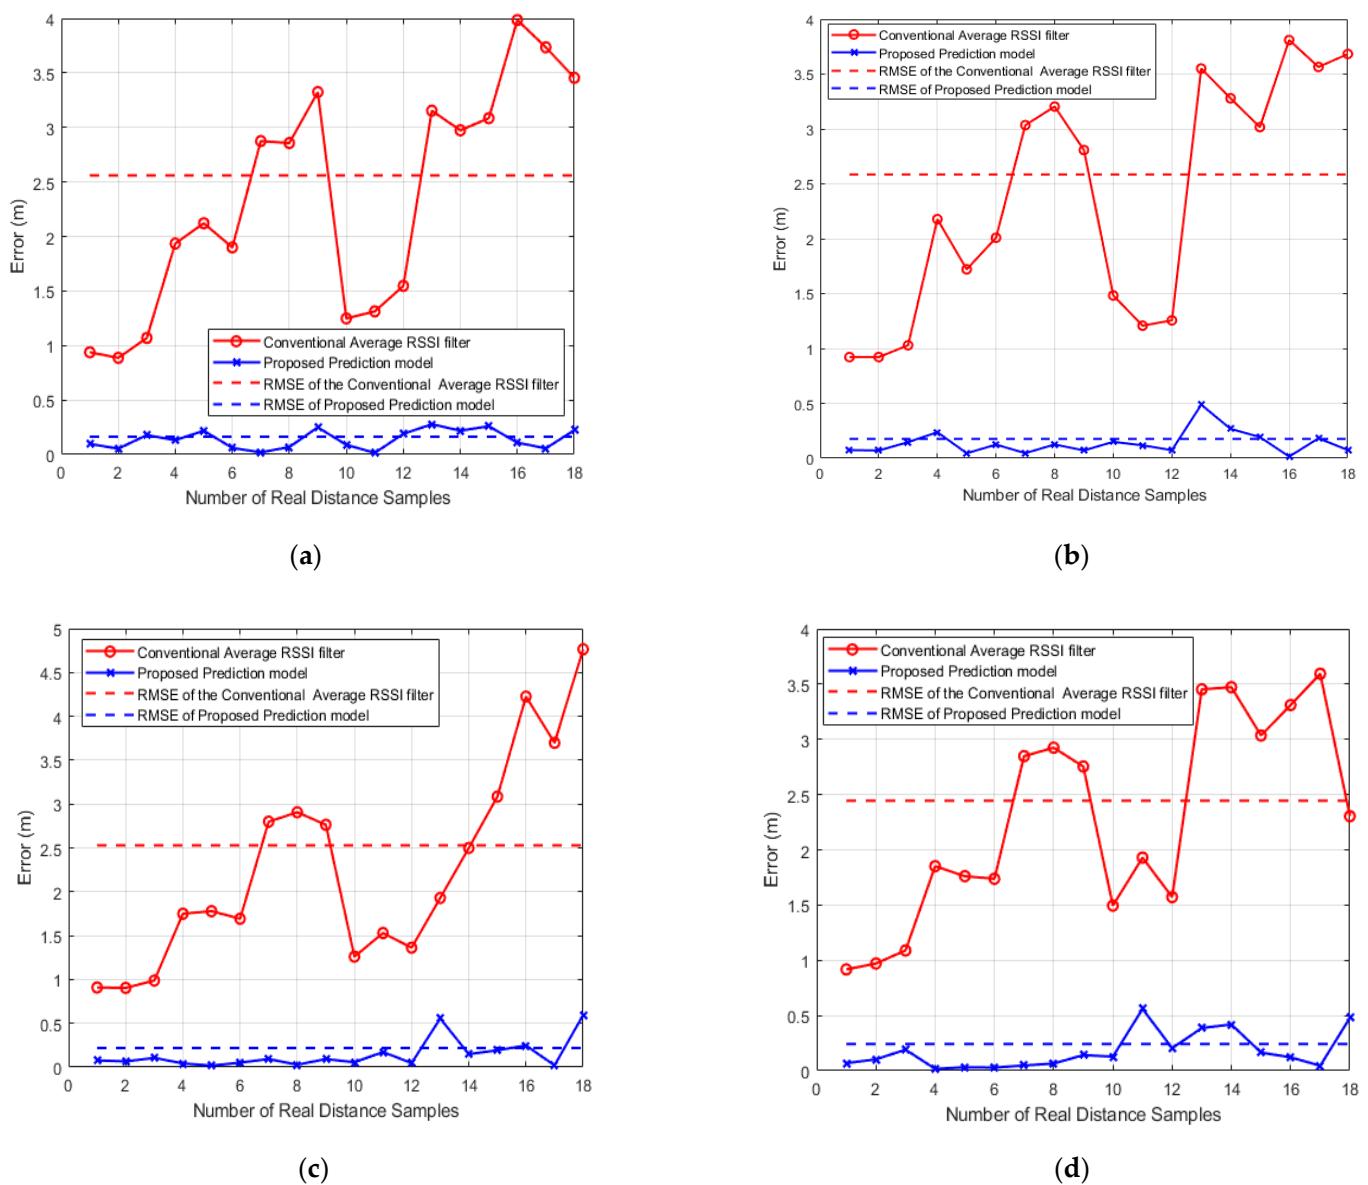 4
3.5
3
2.5
2
1.5
1
0.5
0
Error (m)
Conventional Average RSSI filter
Proposed Prediction model
RMSE of the Conventional Average RSSI filter
RMSE of Proposed Prediction model
0 2 4 6 8 10 12 14 16 18
Number of Real Distance Samples
(a)
4
3.5
3
2.5
2
1.5
1
0.5
0
Error (m)
Conventional Average RSSI filter
Proposed Prediction model
RMSE of the Conventional Average RSSI filter
RMSE of Proposed Prediction model
0 2 4 6 8 10 12 14 16 18
Number of Real Distance Samples
(b)
5
4.5
4
3.5
3
2.5
2
1.5
1
0.5
0
Error (m)
Conventional Average RSSI filter
Proposed Prediction model
RMSE of the Conventional Average RSSI filter
RMSE of Proposed Prediction model
0 2 4 6 8 10 12 14 16 18
Number of Real Distance Samples
(c)
4
3.5
3
2.5
2
1.5
1
0.5
0
Error (m)
Conventional Average RSSI filter
Proposed Prediction model
RMSE of the Conventional Average RSSI filter
RMSE of Proposed Prediction model
0 2 4 6 8 10 12 14 16 18
Number of Real Distance Samples
(d)